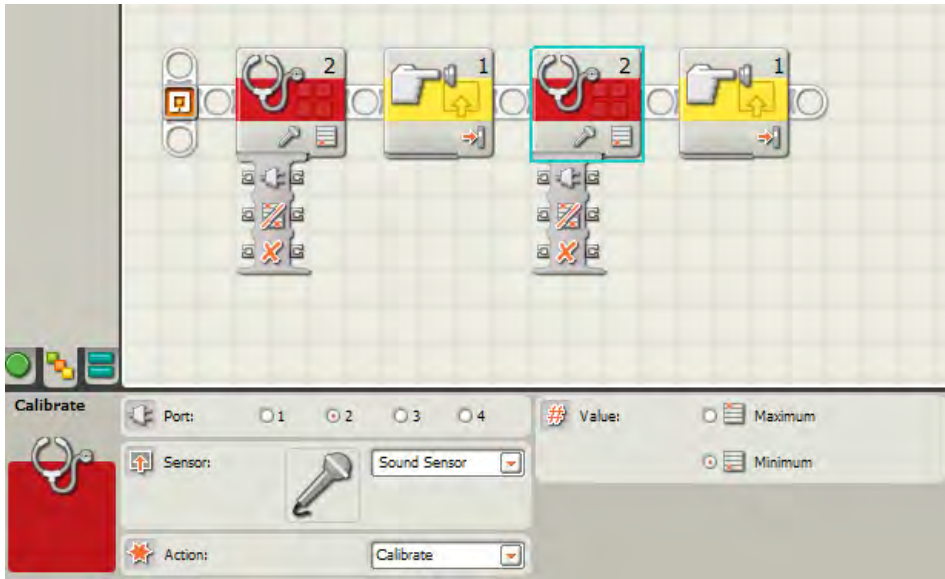 2 1 2 1
Calibrate
Port: 1 2 3 4
Value: Maximum
Minimum
Sensor: Sound Sensor
Action: Calibrate